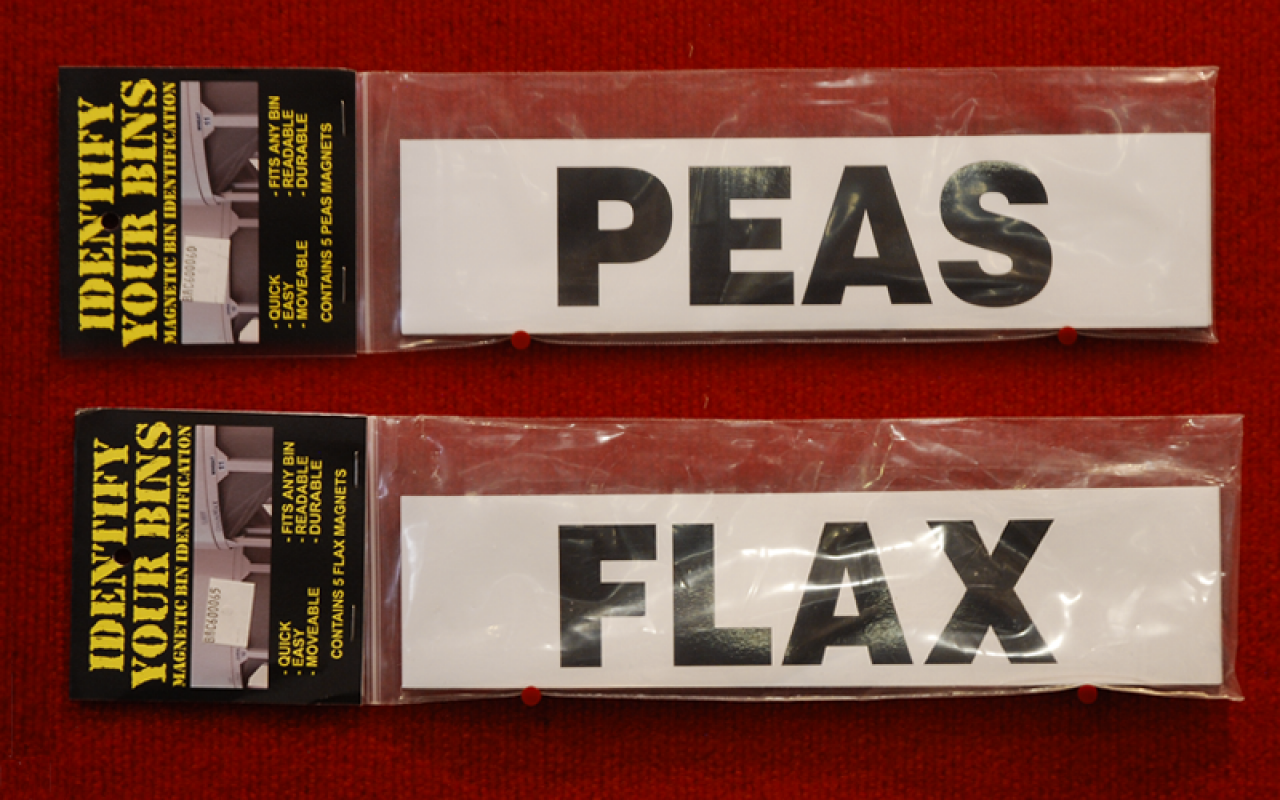 IDENTIFY
YOUR BINS
MAGNETIC BIN IDENTIFICATION
BAC600060
- QUICK
- EASY
- MOVEABLE
- FITS ANY BIN
- READABLE
- DURABLE
CONTAINS 5 PEAS MAGNETS
PEAS
IDENTIFY
YOUR BINS
MAGNETIC BIN IDENTIFICATION
BAC600065
- QUICK
- EASY
- MOVEABLE
- FITS ANY BIN
- READABLE
- DURABLE
CONTAINS 5 FLAX MAGNETS
FLAX